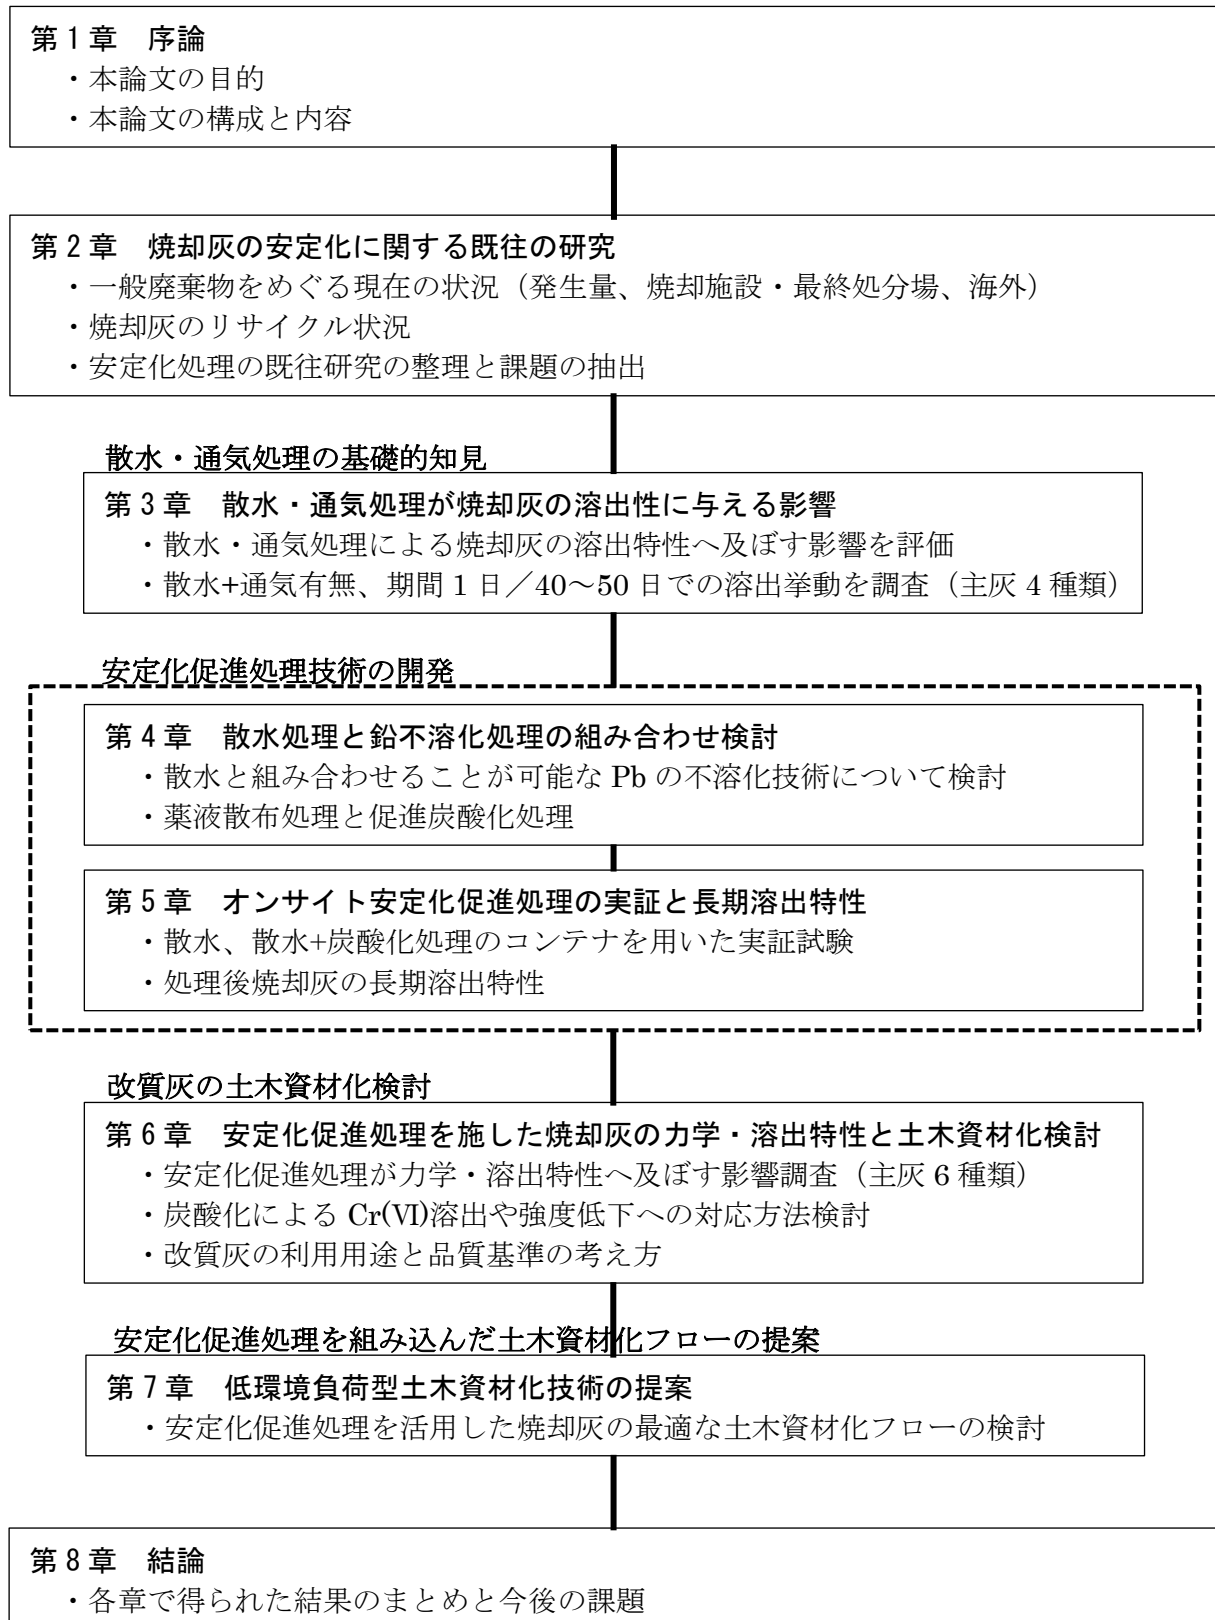 第1章　序論
・本論文の目的
・本論文の構成と内容
第2章　焼却灰の安定化に関する既往の研究
・一般廃棄物をめぐる現在の状況（発生量、焼却施設・最終処分場、海外）
・焼却灰のリサイクル状況
・安定化処理の既往研究の整理と課題の抽出
散水・通気処理の基礎的知見
第3章　散水・通気処理が焼却灰の溶出性に与える影響
・散水・通気処理による焼却灰の溶出特性へ及ぼす影響を評価
・散水+通気有無、期間1日／40～50日での溶出挙動を調査（主灰4種類）
安定化促進処理技術の開発
第4章　散水処理と鉛不溶化処理の組み合わせ検討
・散水と組み合わせることが可能なPbの不溶化技術について検討
・薬液散布処理と促進炭酸化処理
第5章　オンサイト安定化促進処理の実証と長期溶出特性
・散水、散水+炭酸化処理のコンテナを用いた実証試験
・処理後焼却灰の長期溶出特性
改質灰の土木資材化検討
第6章　安定化促進処理を施した焼却灰の力学・溶出特性と土木資材化検討
・安定化促進処理が力学・溶出特性へ及ぼす影響調査（主灰6種類）
・炭酸化によるCr(Ⅵ)溶出や強度低下への対応方法検討
・改質灰の利用用途と品質基準の考え方
安定化促進処理を組み込んだ土木資材化フローの提案
第7章　低環境負荷型土木資材化技術の提案
・安定化促進処理を活用した焼却灰の最適な土木資材化フローの検討
第8章　結論
・各章で得られた結果のまとめと今後の課題